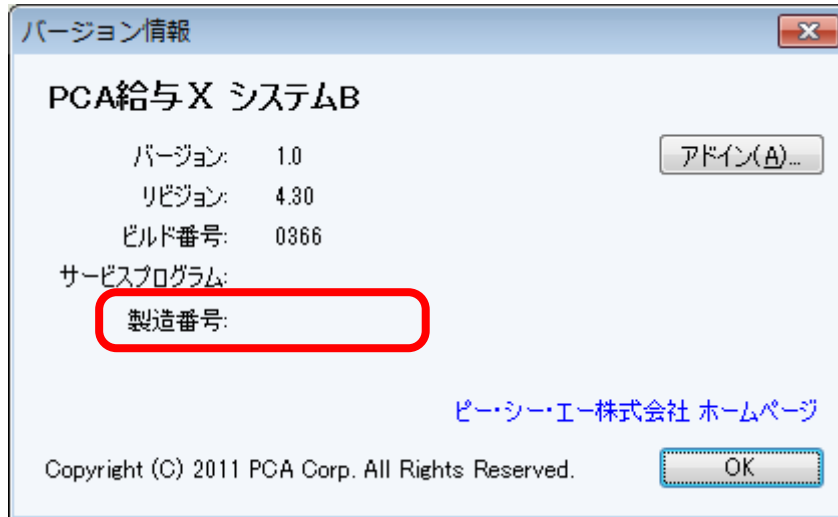 バージョン情報
PCA給与X システムB
バージョン: 1.0
アドイン(A)...
リビジョン: 4.30
ビルド番号: 0366
サービスプログラム:
製造番号:
ピー・シー・エー株式会社 ホームページ
Copyright (C) 2011 PCA Corp. All Rights Reserved.
OK